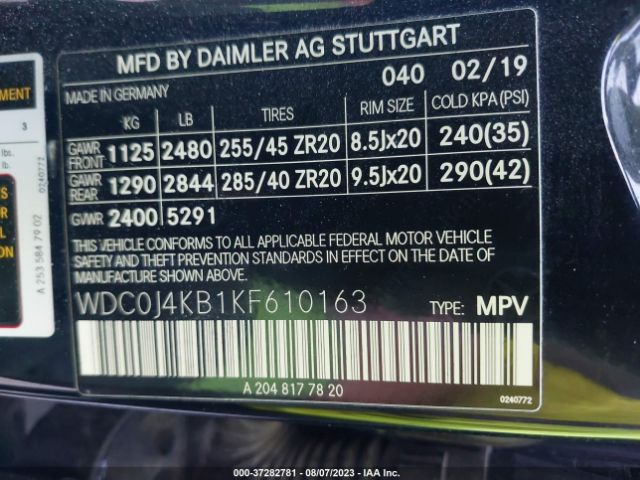 MFD BY DAIMLER AG STUTTGART
040 02/19
MADE IN GERMANY
KG LB TIRES RIM SIZE COLD KPA(PSI)
GAWR FRONT 1125 2480 255/45 ZR20 8.5Jx20 240(35)
GAWR REAR 1290 2844 285/40 ZR20 9.5Jx20 290(42)
GVWR 2400 5291
THIS VEHICLE CONFORMS TO ALL APPLICABLE FEDERAL MOTOR VEHICLE
SAFETY AND THEFT PREVENTION STANDARDS IN EFFECT ON THE DATE OF
MANUFACTURE SHOWN ABOVE.
WDC0J4KB1KF610163 TYPE: MPV
A 204 817 78 20
0240772
3
lbs.
lb.
0240772
A 253 584 79 02
000-37282781 - 08/07/2023 - IAA Inc.